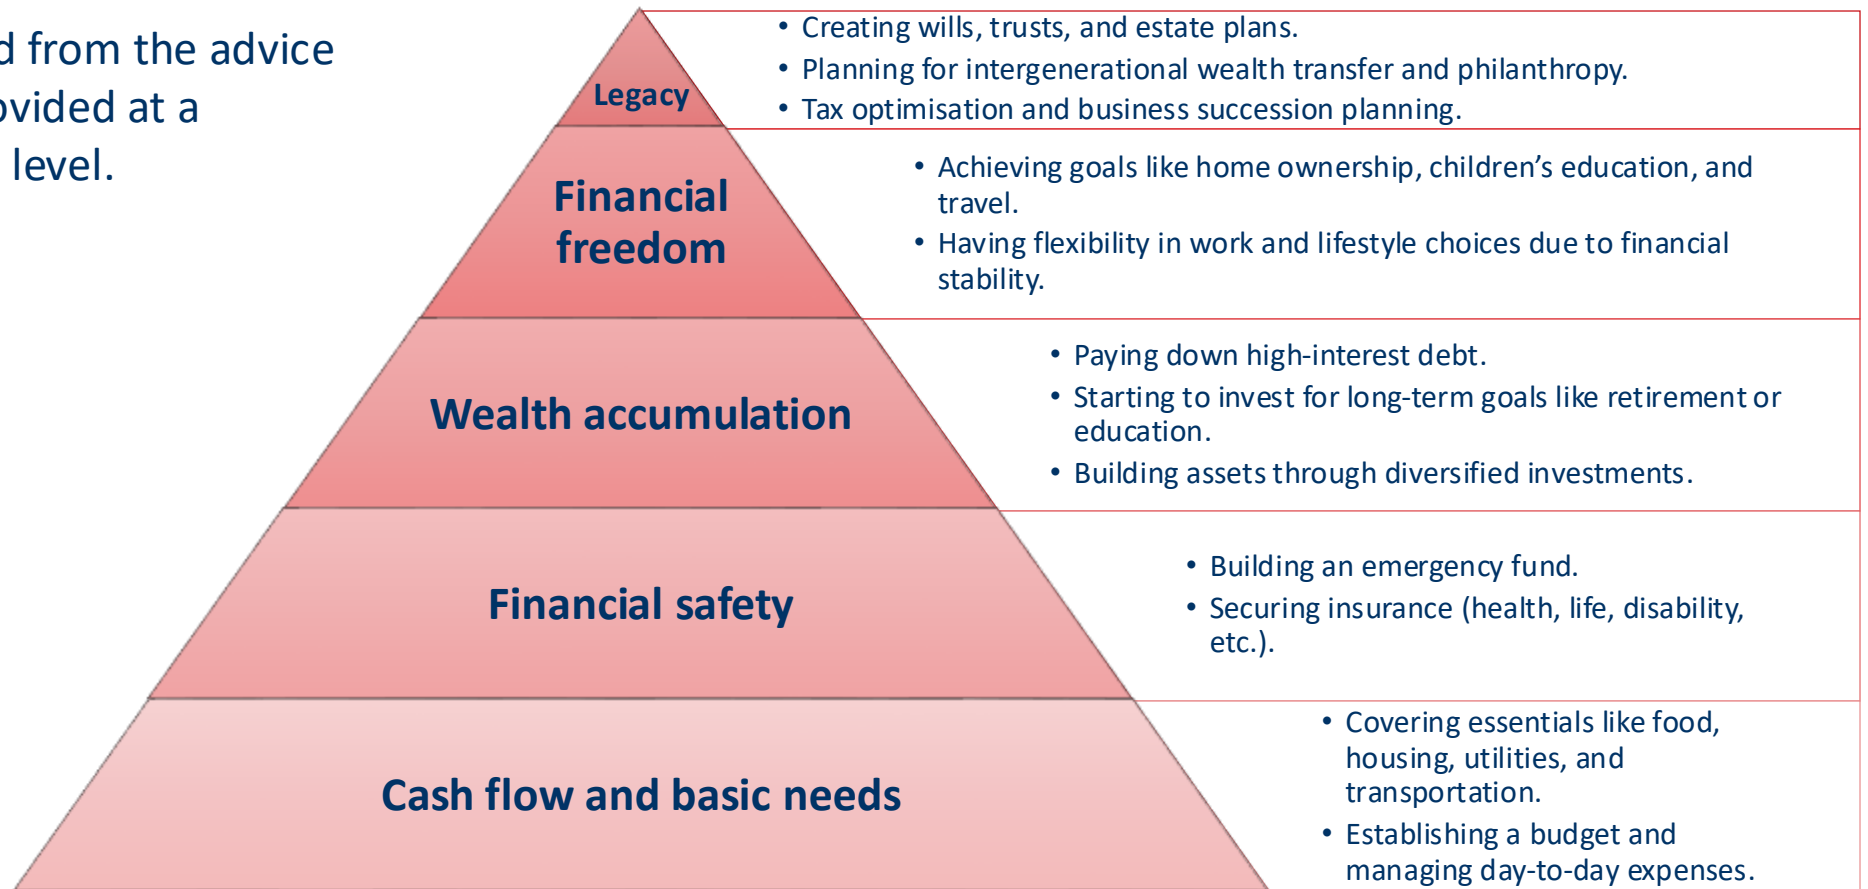 d from the advice
ovided at a
level.
Legacy
• Creating wills, trusts, and estate plans.
• Planning for intergenerational wealth transfer and philanthropy.
• Tax optimisation and business succession planning.
Financial
freedom
• Achieving goals like home ownership, children’s education, and
travel.
• Having flexibility in work and lifestyle choices due to financial
stability.
Wealth accumulation
• Paying down high-interest debt.
• Starting to invest for long-term goals like retirement or
education.
• Building assets through diversified investments.
Financial safety
• Building an emergency fund.
• Securing insurance (health, life, disability,
etc.).
Cash flow and basic needs
• Covering essentials like food,
housing, utilities, and
transportation.
• Establishing a budget and
managing day-to-day expenses.